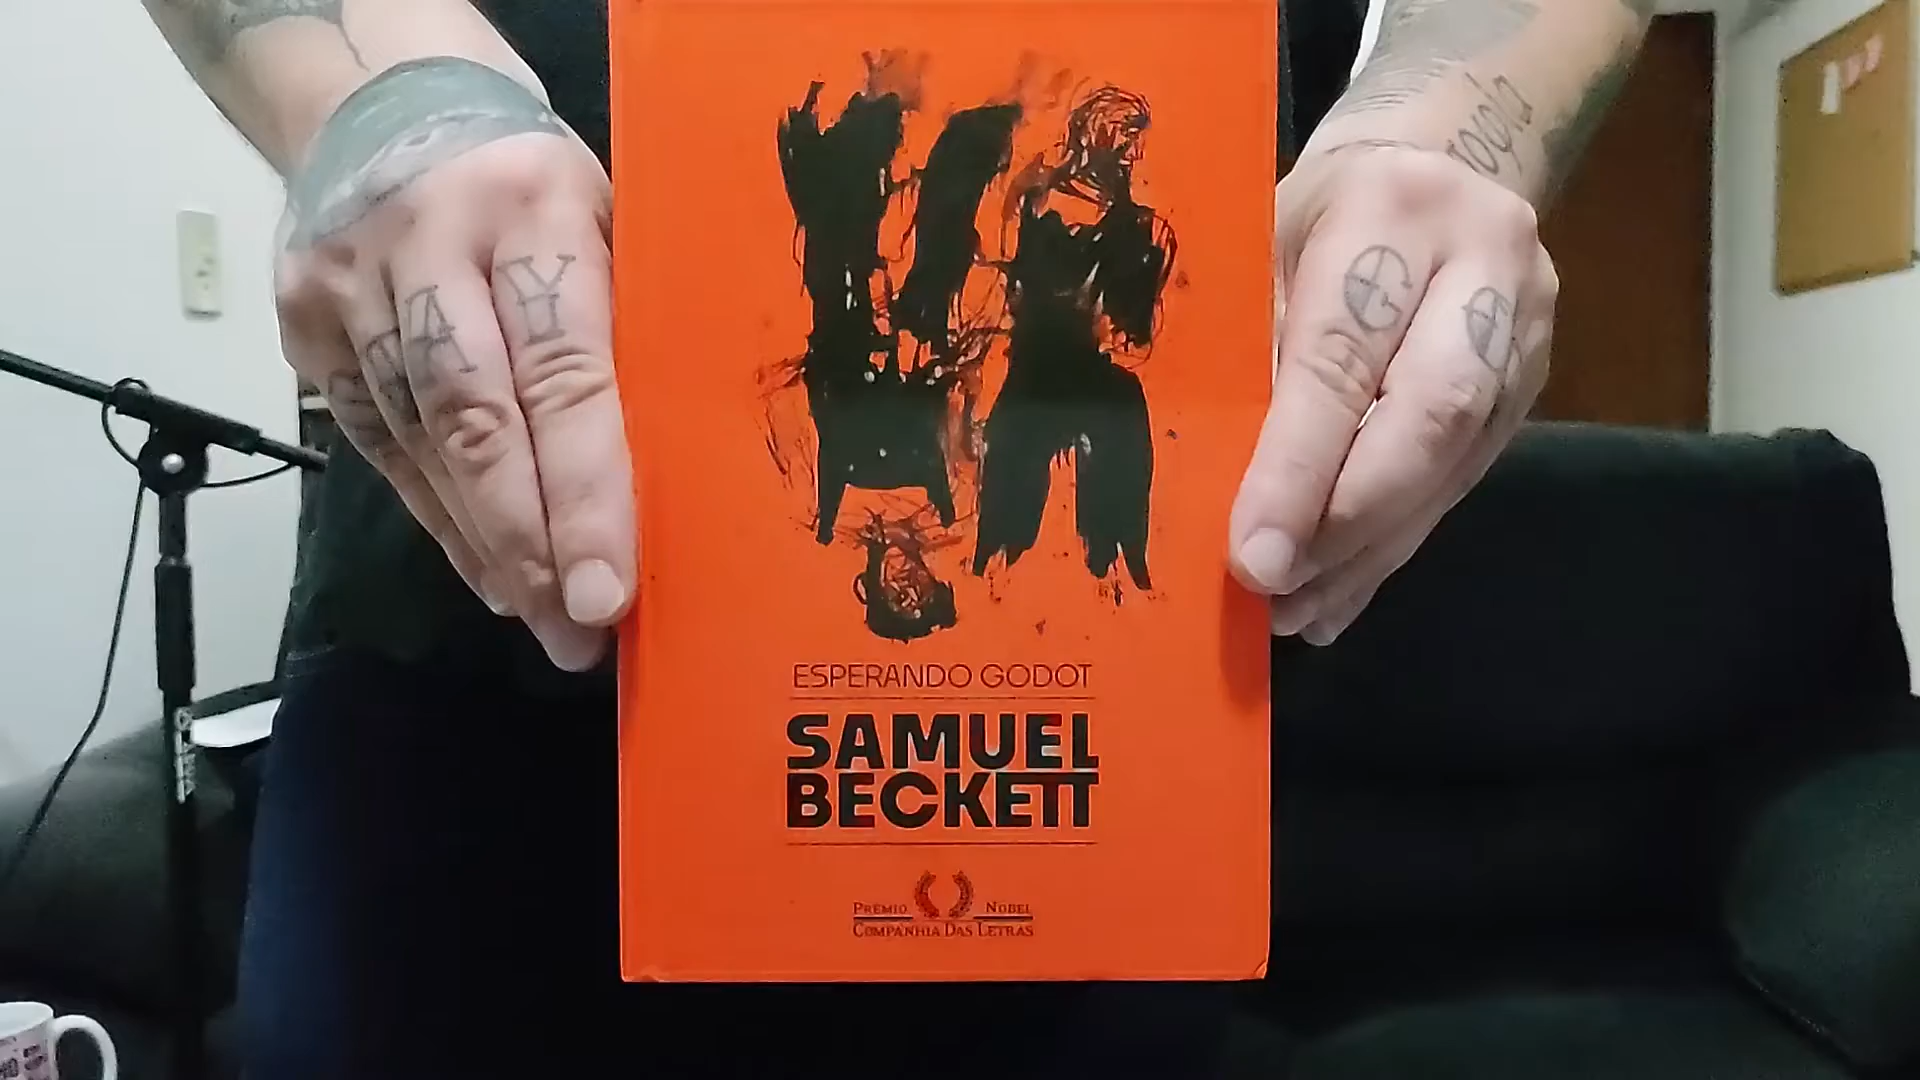 ESPERANDO GODOT
SAMUEL
BECKETT
PRÊMIO NOBEL
COMPANHIA DAS LETRAS